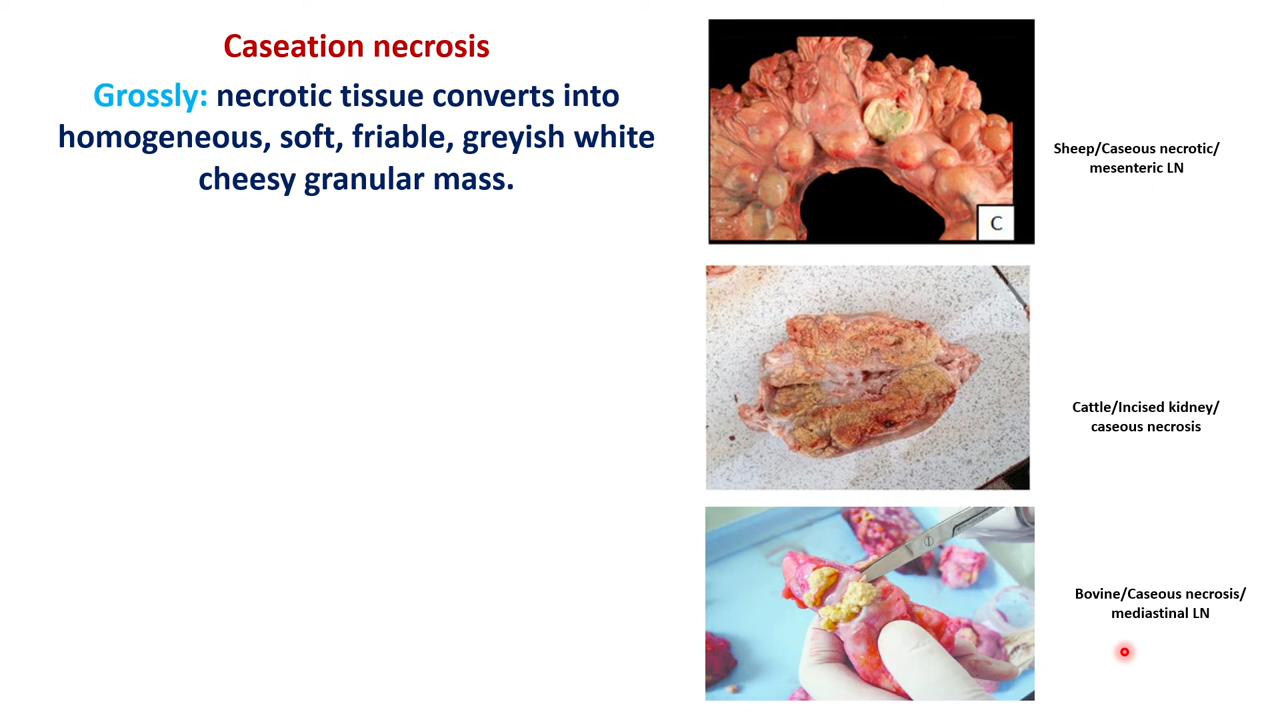 Caseation necrosis
Grossly: necrotic tissue converts into
homogeneous, soft, friable, greyish white
cheesy granular mass.
C
Sheep/Caseous necrotic/
mesenteric LN
Cattle/Incised kidney/
caseous necrosis
Bovine/Caseous necrosis/
mediastinal LN